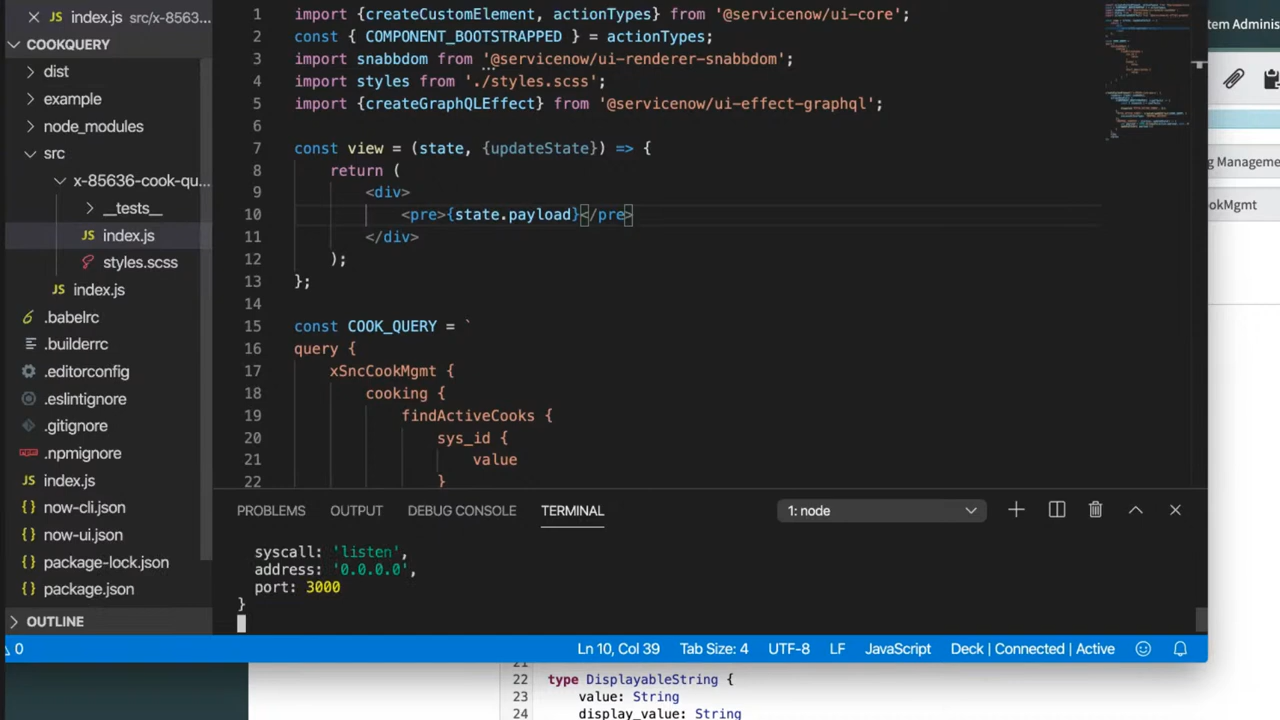 index.js src/x-8563...
COOKQUERY
dist
example
node_modules
src
x-85636-cook-qu...
__tests__
JS index.js
styles.scss
JS index.js
.babelrc
.builderrc
.editorconfig
.eslintignore
.gitignore
.npmignore
JS index.js
{} now-cli.json
{} now-ui.json
{} package-lock.json
{} package.json
OUTLINE
1 import {createCustomElement, actionTypes} from '@servicenow/ui-core';
2 const { COMPONENT_BOOTSTRAPPED } = actionTypes;
3 import snabbdom from '@servicenow/ui-renderer-snabbdom';
4 import styles from './styles.scss';
5 import {createGraphQLEffect} from '@servicenow/ui-effect-graphql';
6
7 const view = (state, {updateState}) => {
8 return (
9 <div>
10 <pre>{state.payload}</pre>
11 </div>
12 );
13 };
14
15 const COOK_QUERY = `
16 query {
17 xSncCookMgmt {
18 cooking {
19 findActiveCooks {
20 sys_id {
21 value
22 }
PROBLEMS OUTPUT DEBUG CONSOLE TERMINAL 1: node
syscall: 'listen',
address: '0.0.0.0',
port: 3000
}
0 Ln 10, Col 39 Tab Size: 4 UTF-8 LF JavaScript Deck | Connected | Active
tem Adminis
g Manageme
okMgmt
21
22 type DisplayableString {
23 value: String
24 display_value: String